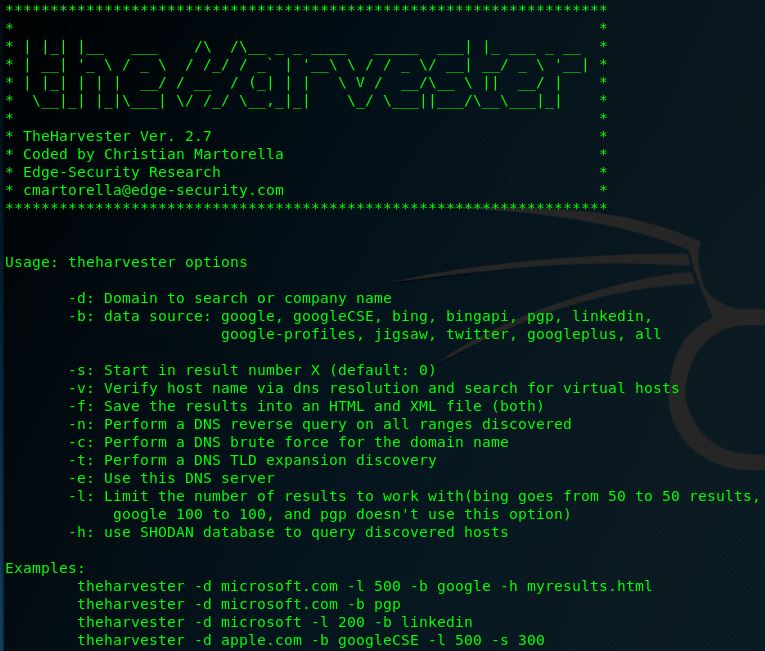 *******************************************************************
*                                                                 *
* | |_| |__   ___    /\  /\__ _ _ ____   _____  ___| |_ ___ _ __  *
* | __| '_ \ / _ \  / /_/ / _` | '__\ \ / / _ \/ __| __/ _ \ '__| *
* | |_| | | |  __/ / __  / (_| | |   \ V /  __/\__ \ ||  __/ |    *
*  \__|_| |_|\___| \/ /_/ \__,_|_|    \_/ \___||___/\__\___|_|    *
*                                                                 *
* TheHarvester Ver. 2.7                                           *
* Coded by Christian Martorella                                   *
* Edge-Security Research                                          *
* cmartorella@edge-security.com                                   *
*******************************************************************
Usage: theharvester options
-d: Domain to search or company name
-b: data source: google, googleCSE, bing, bingapi, pgp, linkedin,
google-profiles, jigsaw, twitter, googleplus, all
-s: Start in result number X (default: 0)
-v: Verify host name via dns resolution and search for virtual hosts
-f: Save the results into an HTML and XML file (both)
-n: Perform a DNS reverse query on all ranges discovered
-c: Perform a DNS brute force for the domain name
-t: Perform a DNS TLD expansion discovery
-e: Use this DNS server
-l: Limit the number of results to work with(bing goes from 50 to 50 results,
google 100 to 100, and pgp doesn't use this option)
-h: use SHODAN database to query discovered hosts
Examples:
theharvester -d microsoft.com -l 500 -b google -h myresults.html
theharvester -d microsoft.com -b pgp
theharvester -d microsoft -l 200 -b linkedin
theharvester -d apple.com -b googleCSE -l 500 -s 300